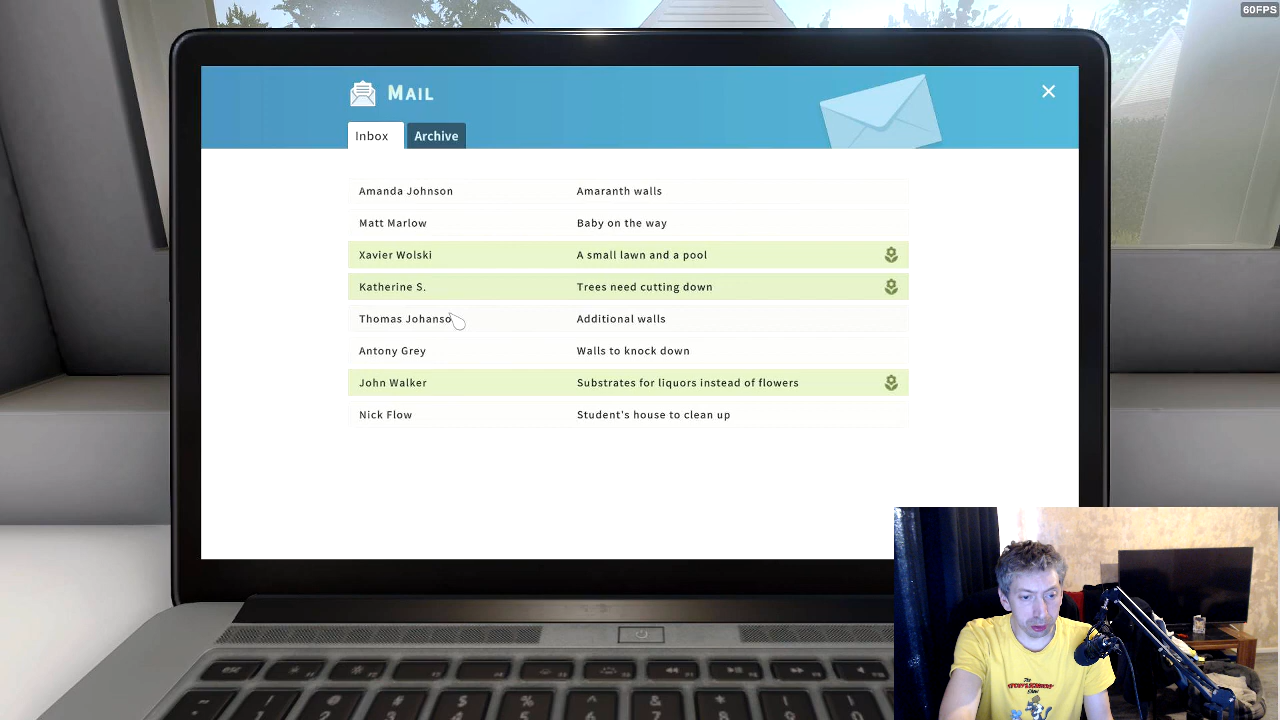 60FPS
MAIL
Inbox
Archive
Amanda Johnson Amaranth walls
Matt Marlow Baby on the way
Xavier Wolski A small lawn and a pool
Katherine S. Trees need cutting down
Thomas Johanso Additional walls
Antony Grey Walls to knock down
John Walker Substrates for liquors instead of flowers
Nick Flow Student's house to clean up
esc